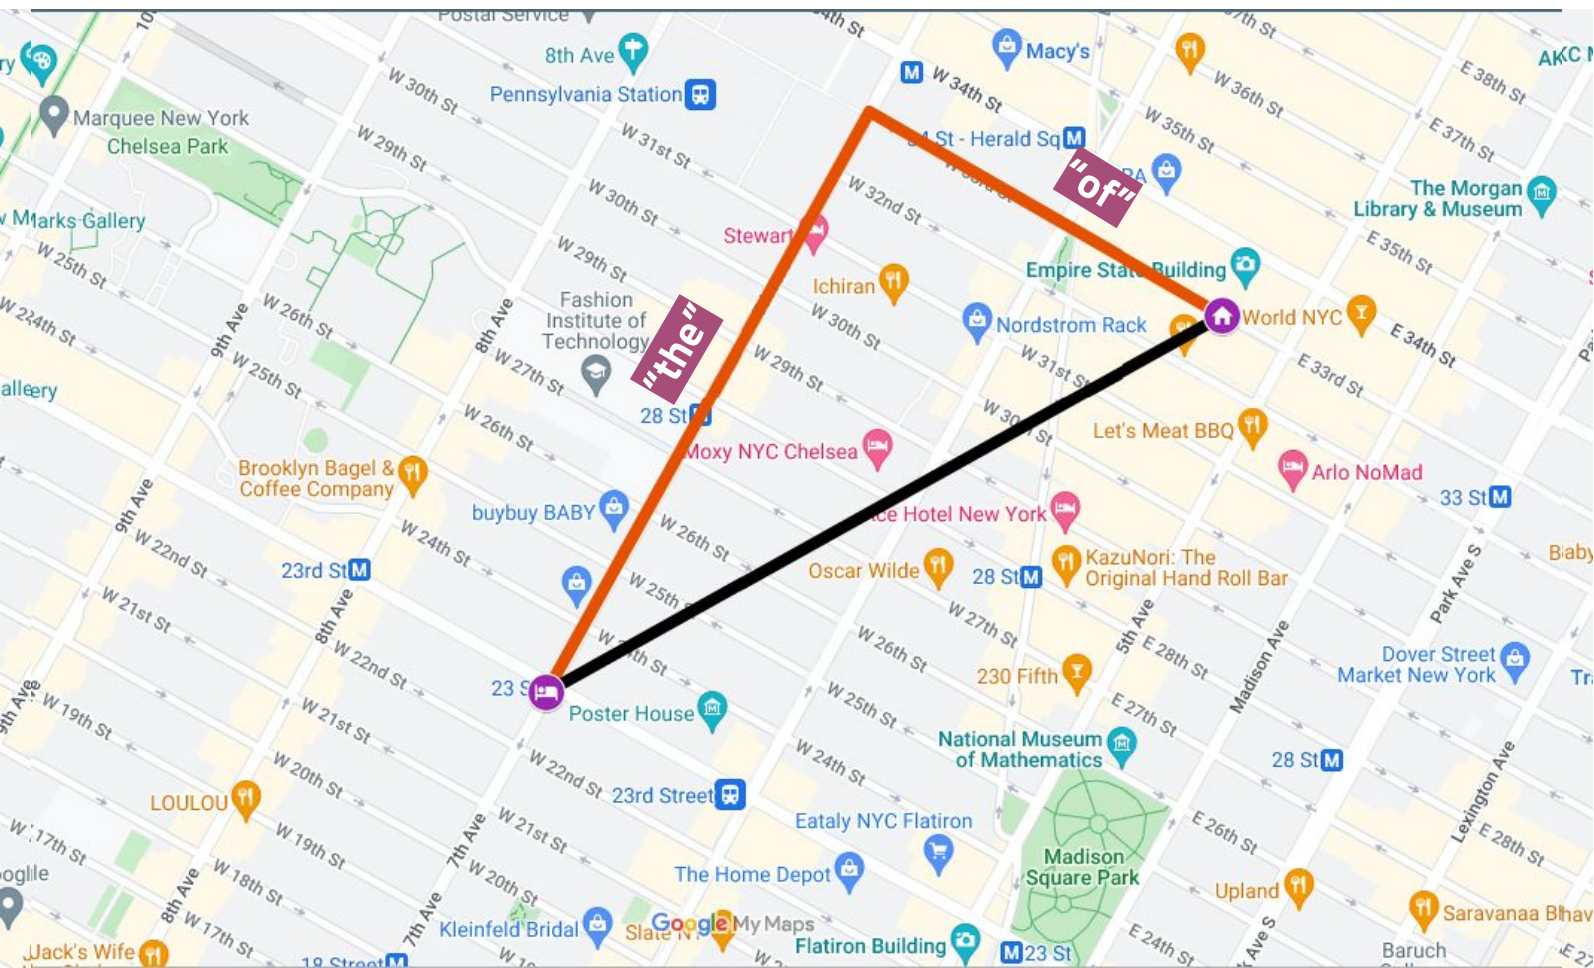 Postal Service
8th Ave
Pennsylvania Station
Macy's
W 34th St
W 36th St
E 38th St
E 37th St
W 35th St
W 30th St
W 31st St
Marquee New York
Chelsea Park
W 29th St
St - Herald Sq
"of"
W 32nd St
W 30th St
The Morgan
Library & Museum
E 35th St
Marks Gallery
W 25th St
Stewart
W 29th St
Empire State Building
Ichiran
Fashion
Institute of
Technology
W 26th St
9th Ave
8th Ave
"the"
W 30th St
Nordstrom Rack
World NYC
E 34th St
W 31st St
E 33rd St
W 25th St
W 27th St
W 29th St
28 St
W 26th St
W 30th St
Let's Meat BBQ
Moxy NYC Chelsea
Arlo NoMad
Brooklyn Bagel &
Coffee Company
33 St
9th Ave
buybuy BABY
Ace Hotel New York
W 24th St
W 26th St
W 22nd St
23rd St
Oscar Wilde
28 St
KazuNori: The
Original Hand Roll Bar
W 25th St
Park Ave S
W 21st St
8th Ave
W 27th St
5th Ave
W 22nd St
W 24th St
W 26th St
E 28th St
Madison Ave
Dover Street
Market New York
230 Fifth
23 S
Poster House
W 19th St
W 21st St
W 25th St
E 27th St
National Museum
of Mathematics
W 24th St
28 St
W 20th St
W 22nd St
23rd Street
Lexington Ave
LOULOU
W 21st St
Eataly NYC Flatiron
E 26th St
E 28th St
W 17th St
W 19th St
7th Ave
The Home Depot
Madison
Square Park
W 18th St
W 20th St
Upland
8th Ave
7th Ave
Kleinfeld Bridal
Google My Maps
Saravanaa Bhav
W 17th St
Jack's Wife
18 Street
Flatiron Building
23 St
E 24th St
Baruch